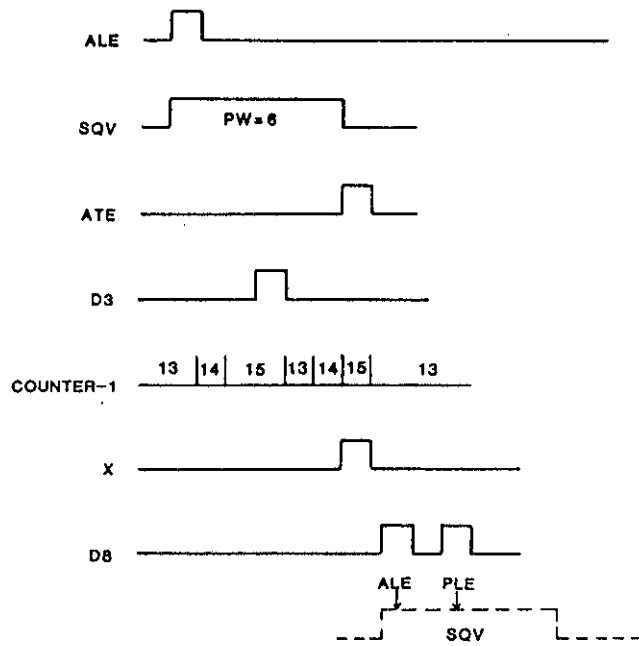 ALE
SQV
PW=6
ATE
D3
COUNTER-1 13 14 15 13 14 15 13
X
D8
ALE PLE
SQV